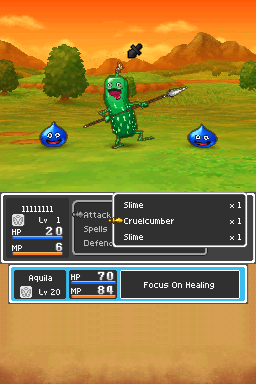 11111111
Lv 1
HP 20
MP 6
Attack
Spells
Defenc
Slime × 1
Cruelcumber × 1
Slime × 1
Aquila
Lv 20
HP 70
MP 84
Focus On Healing